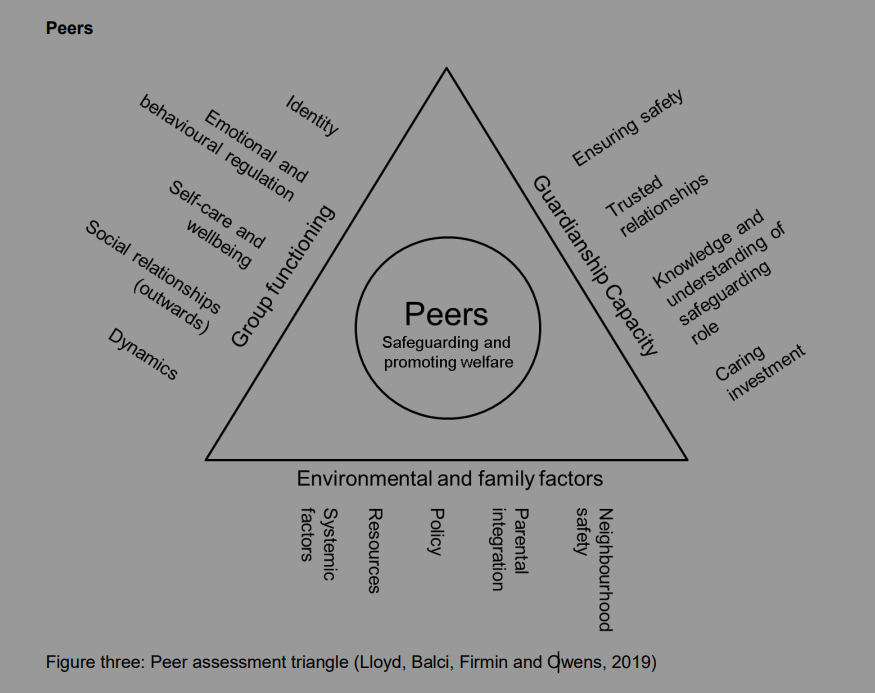 Peers
Identity
Emotional and
behavioural regulation
Self-care and
wellbeing
Social relationships
(outwards)
Dynamics
Group functioning
Ensuring safety
Trusted
relationships
Knowledge and
understanding of
safeguarding
role
Caring
investment
Guardianship Capacity
Peers
Safeguarding and
promoting welfare
Environmental and family factors
Systemic
factors
Resources
Policy
Parental
integration
Neighbourhood
safety
Figure three: Peer assessment triangle (Lloyd, Balci, Firmin and Owens, 2019)